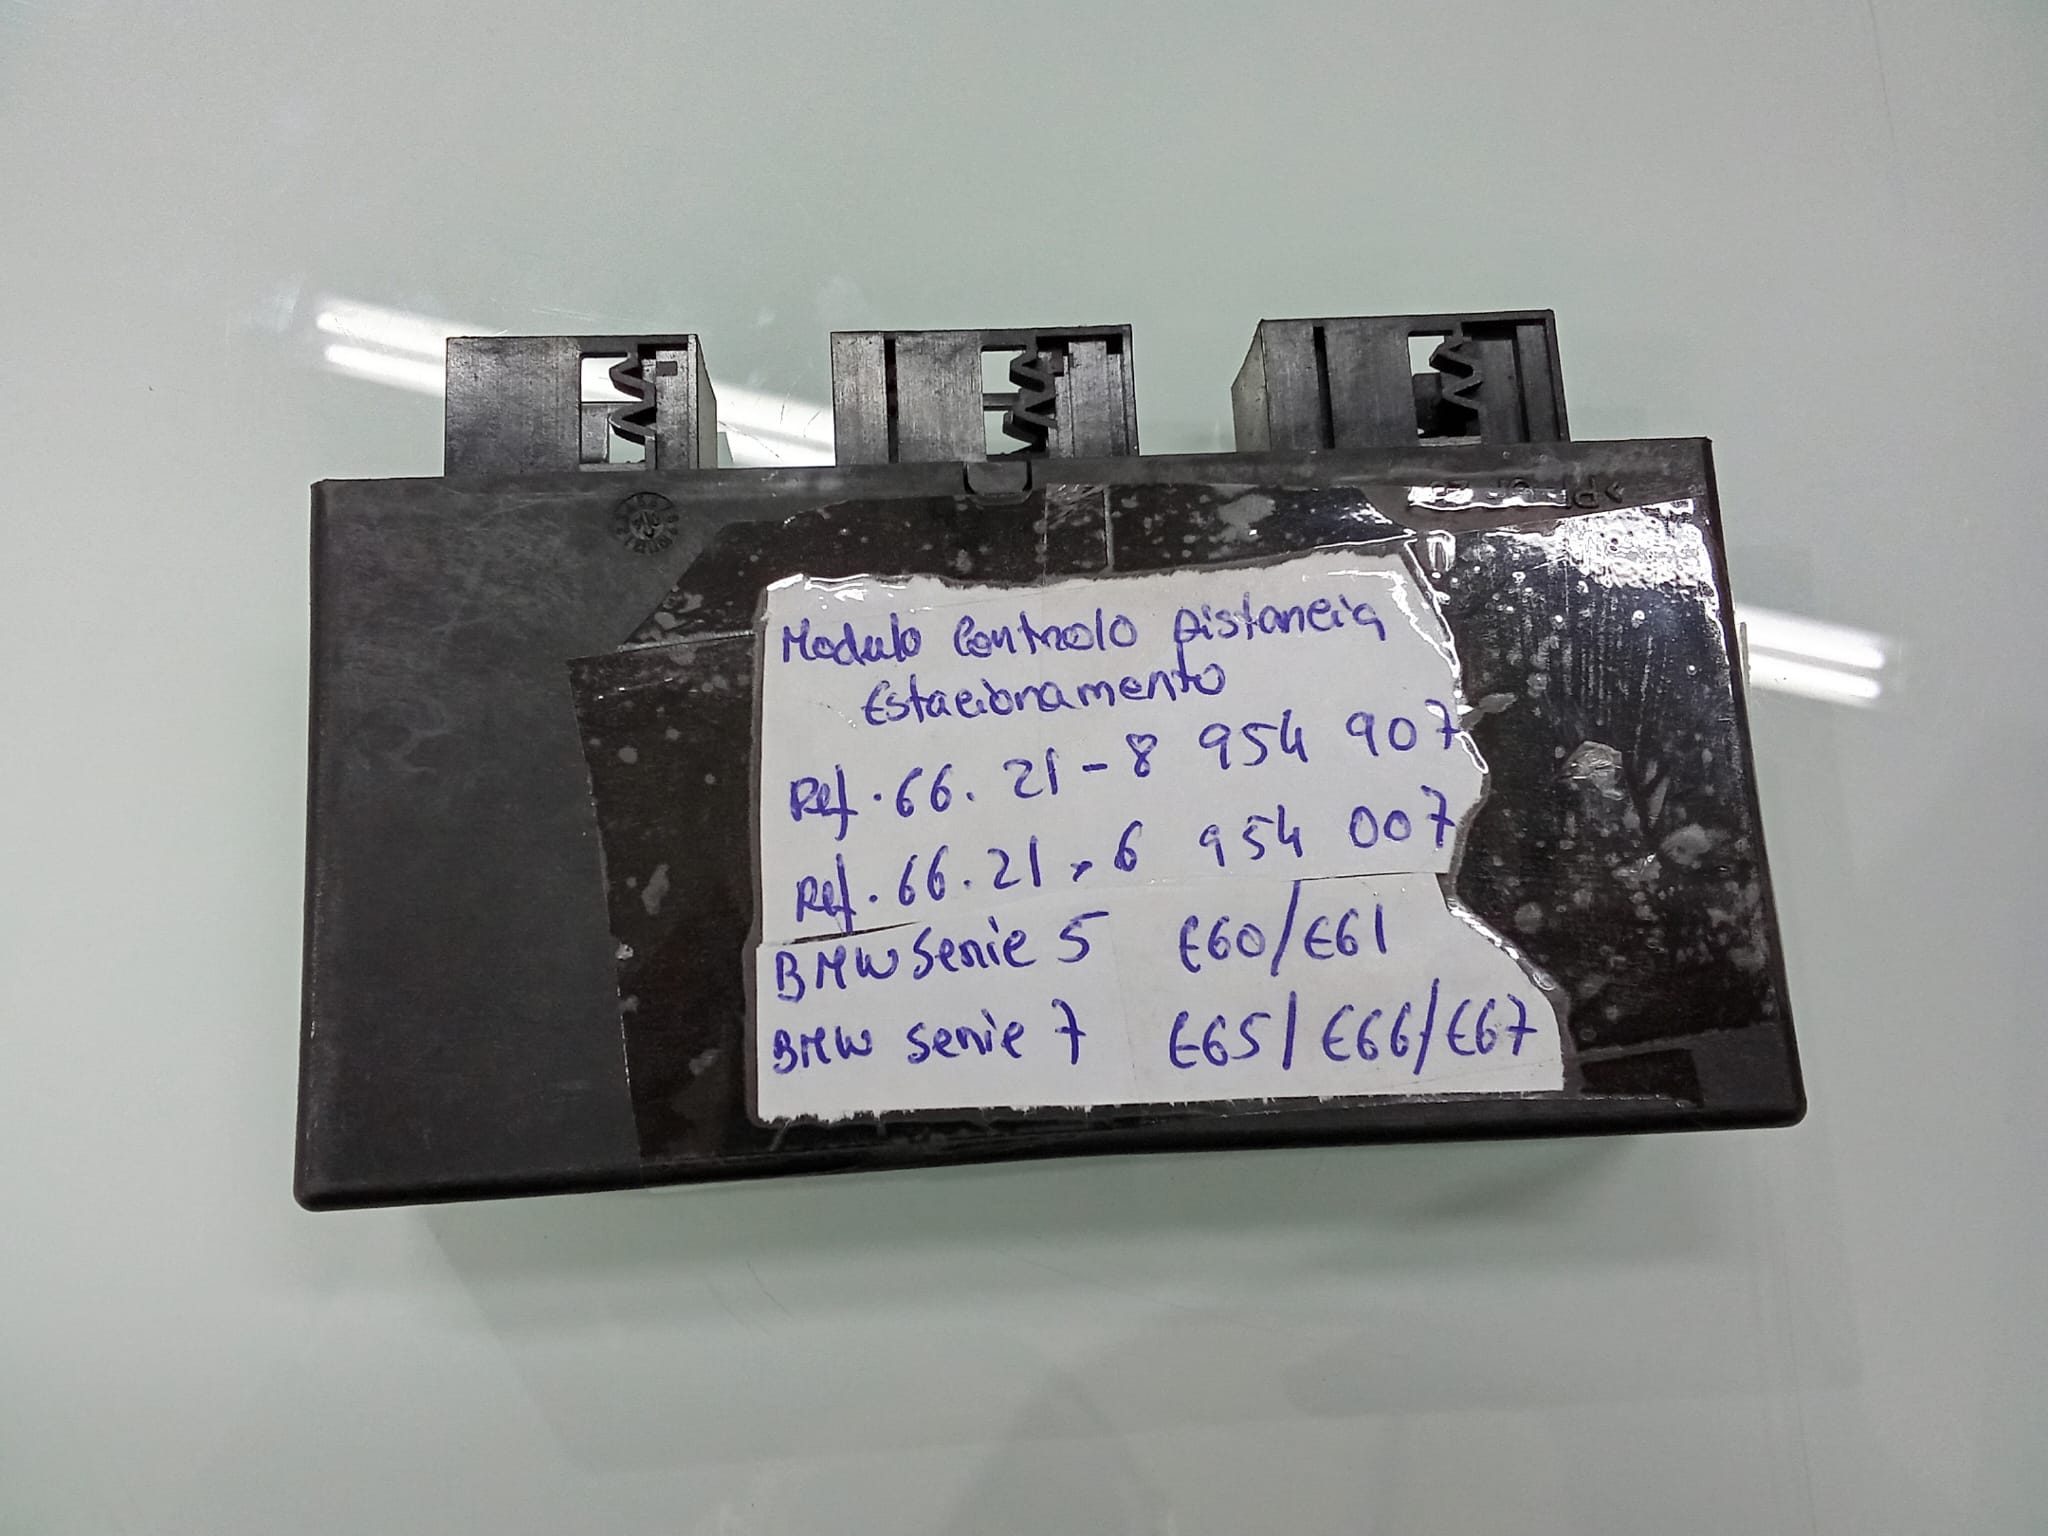 Modulo Controlo Distancia
Estacionamento
Ref. 66. 21-8 954 907
Ref. 66. 21 - 6 954 007
BMW Serie 5 E60/E61
BMW Serie 7 E65/E66/E67